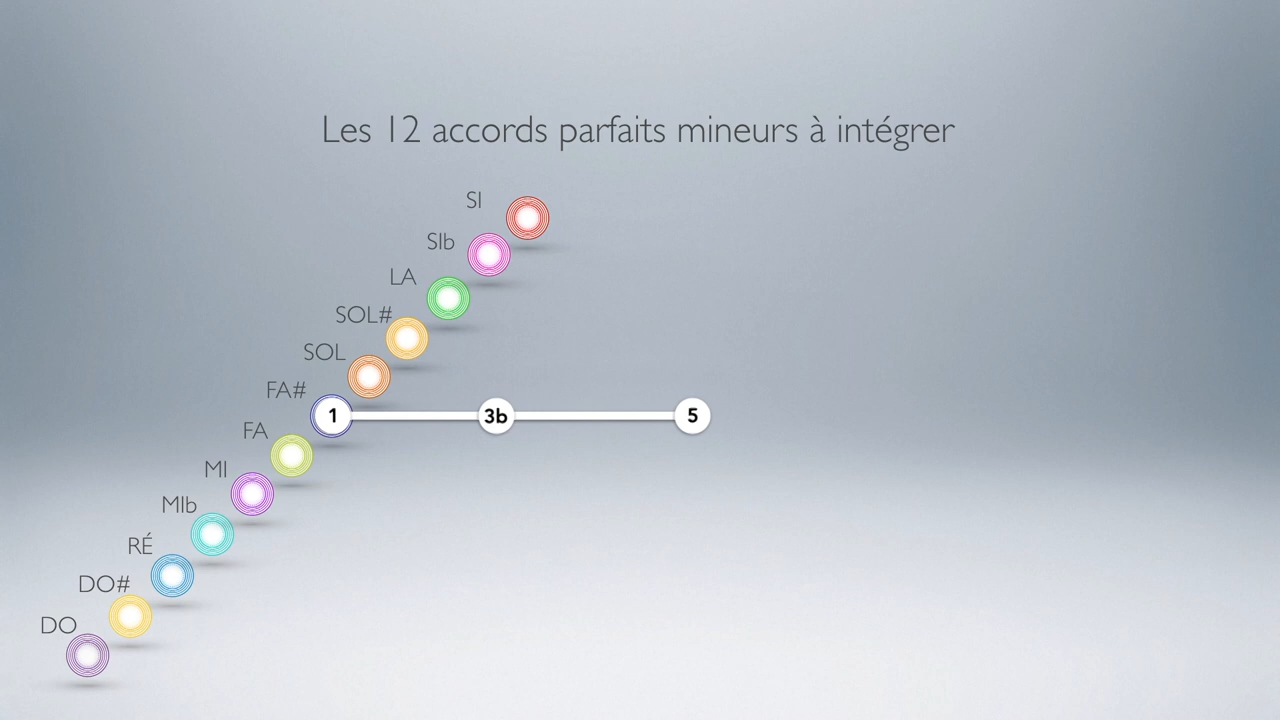 Les 12 accords parfaits mineurs à intégrer
SI
SIb
LA
SOL#
SOL
FA#
1 3b 5
FA
MI
MIb
RÉ
DO#
DO